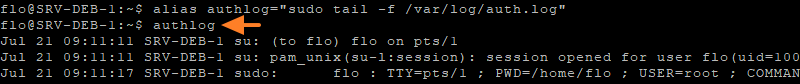 flo@SRV-DEB-1:~$ alias authlog="sudo tail -f /var/log/auth.log"
flo@SRV-DEB-1:~$ authlog
Jul 21 09:11:11 SRV-DEB-1 su: (to flo) flo on pts/1
Jul 21 09:11:11 SRV-DEB-1 su: pam_unix(su-l:session): session opened for user flo(uid=100
Jul 21 09:11:17 SRV-DEB-1 sudo:      flo : TTY=pts/1 ; PWD=/home/flo ; USER=root ; COMMAN